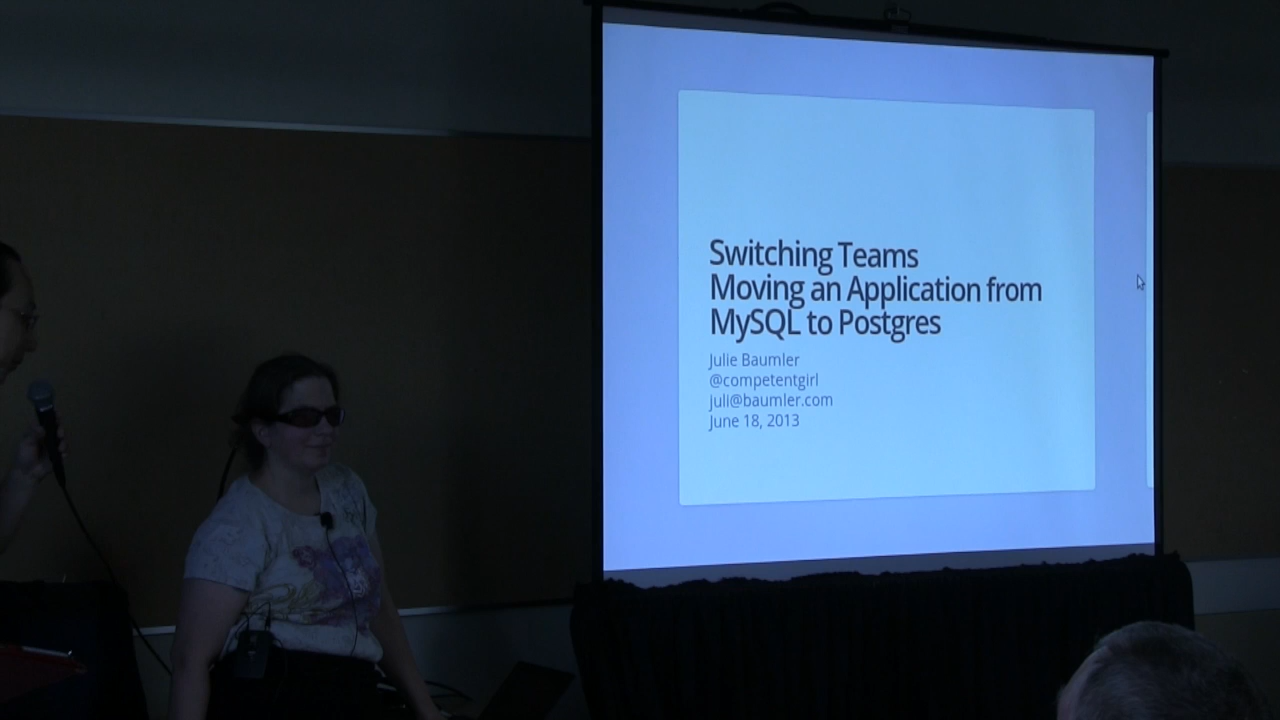 Switching Teams
Moving an Application from
MySQL to Postgres
Julie Baumler
@competentgirl
juli@baumler.com
June 18, 2013